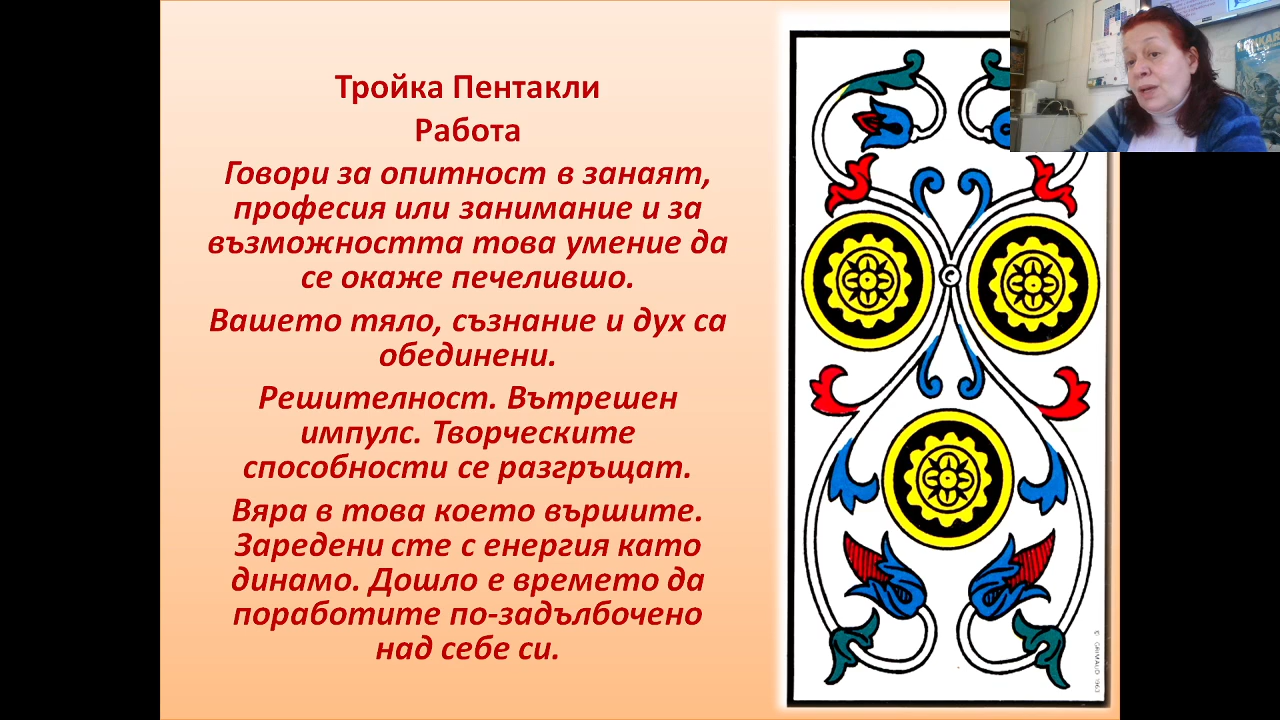 Тройка Пентакли
Работа
Говори за опитност в занаят,
професия или занимание и за
възможността това умение да
се окаже печелившо.
Вашето тяло, съзнание и дух са
обединени.
Решителност. Вътрешен
импулс. Творческите
способности се разгръщат.
Вяра в това което вършите.
Заредени сте с енергия като
динамо. Дошло е времето да
поработите по-задълбочено
над себе си.
© GRIMAUD 1963